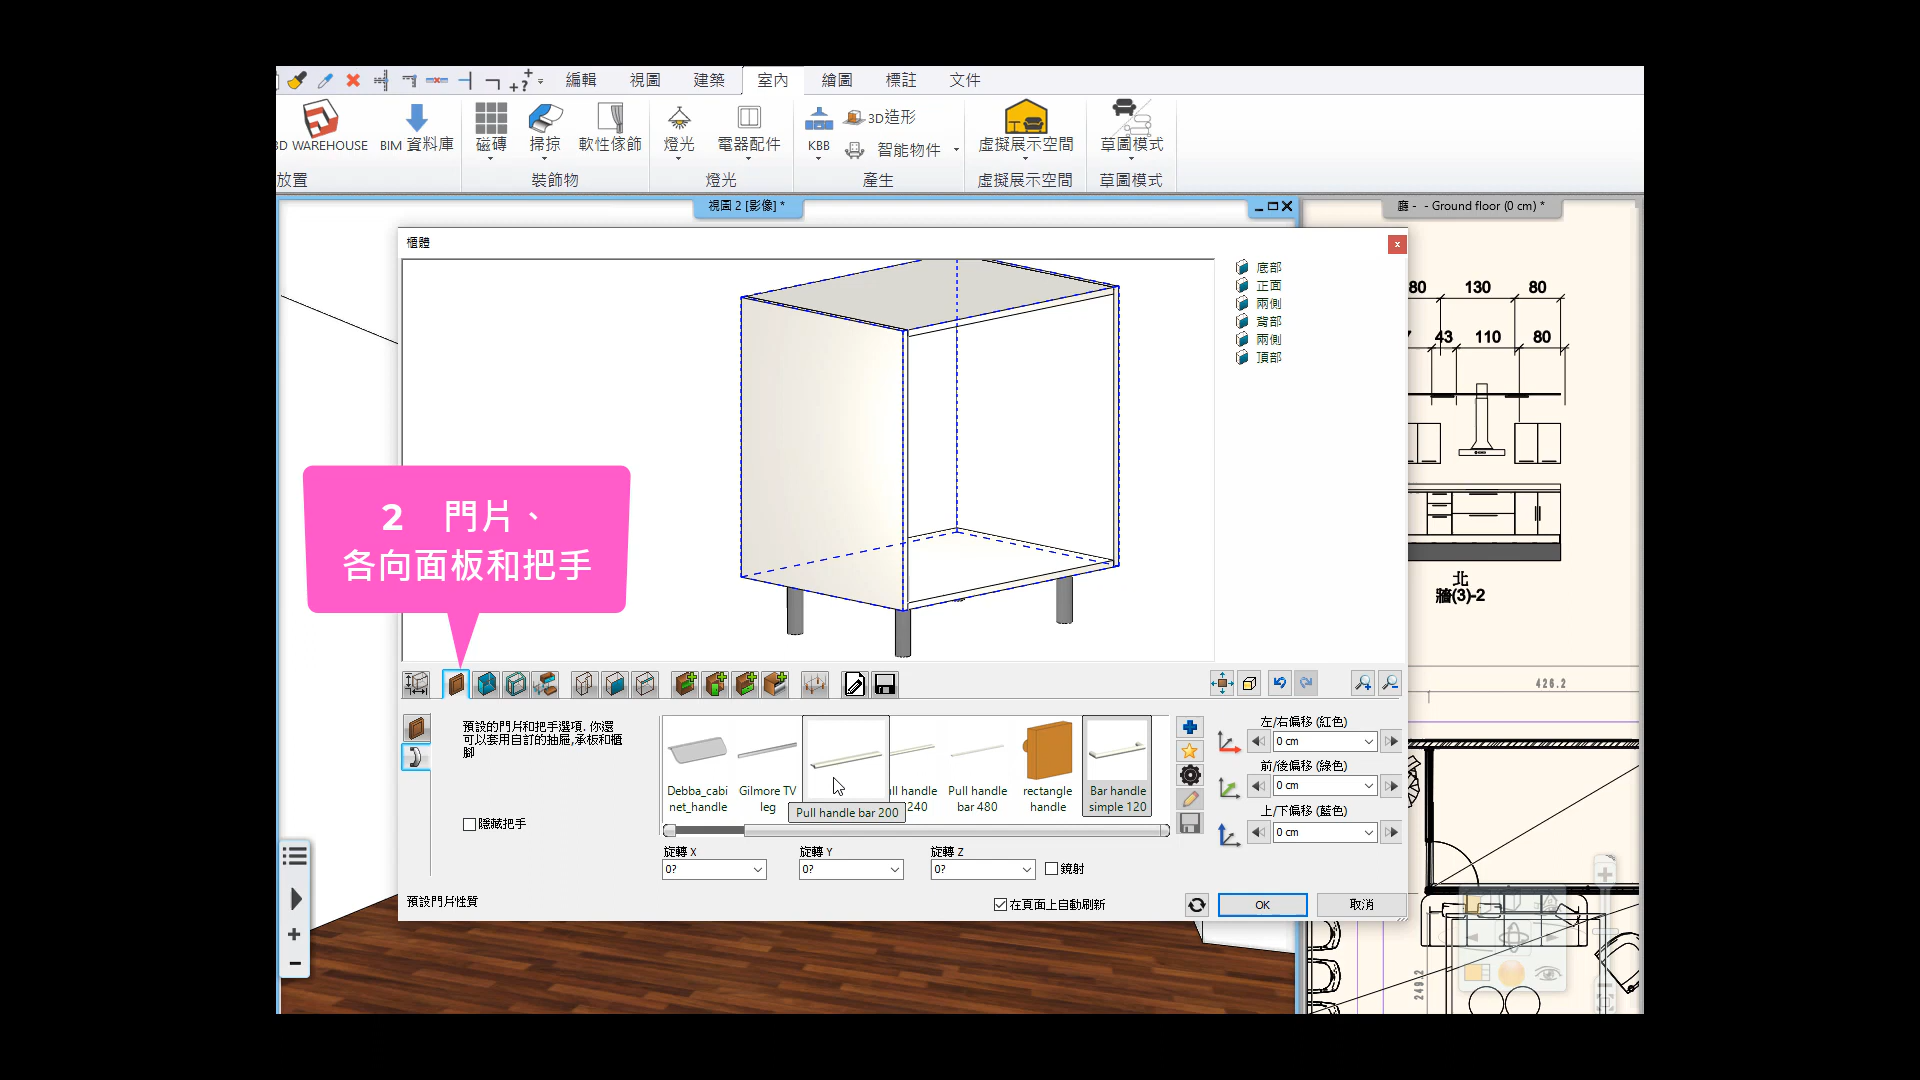 編輯 視圖 建築 室內 繪圖 標註 文件
3D WAREHOUSE BIM 資料庫 磁磚 掃掠 軟性傢飾 燈光 電器配件 KBB 3D造形 智能物件 虛擬展示空間 草圖模式
放置 裝飾物 燈光 產生 虛擬展示空間 草圖模式
視圖 2 [影像] *
廳 - - Ground floor (0 cm) *
櫃體
底部
正面
兩側
背部
兩側
頂部
80 130 80
43 110 80
北
牆(3)-2
426.2
249.2
2 門片、
各向面板和把手
預設的門片和把手選項. 你還
可以套用自訂的抽屜,承板和櫃
腳
隱藏把手
Debba_cabi
net_handle
Gilmore TV
leg
Pull handle bar 200
ull handle
240
Pull handle
bar 480
rectangle
handle
Bar handle
simple 120
左/右偏移 (紅色)
0 cm
前/後偏移 (綠色)
0 cm
上/下偏移 (藍色)
0 cm
旋轉 X 旋轉 Y 旋轉 Z
0? 0? 0? 鏡射
預設門片性質
在頁面上自動刷新
OK 取消